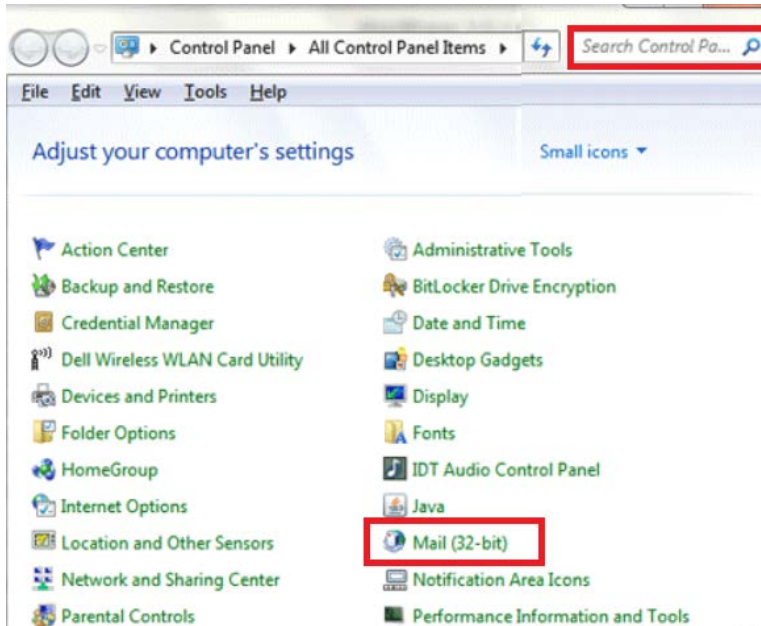 Control Panel ▸ All Control Panel Items ▸ Search Control Pa...
File Edit View Tools Help
Adjust your computer's settings Small icons
Action Center Administrative Tools
Backup and Restore BitLocker Drive Encryption
Credential Manager Date and Time
Dell Wireless WLAN Card Utility Desktop Gadgets
Devices and Printers Display
Folder Options Fonts
HomeGroup IDT Audio Control Panel
Internet Options Java
Location and Other Sensors Mail (32-bit)
Network and Sharing Center Notification Area Icons
Parental Controls Performance Information and Tools